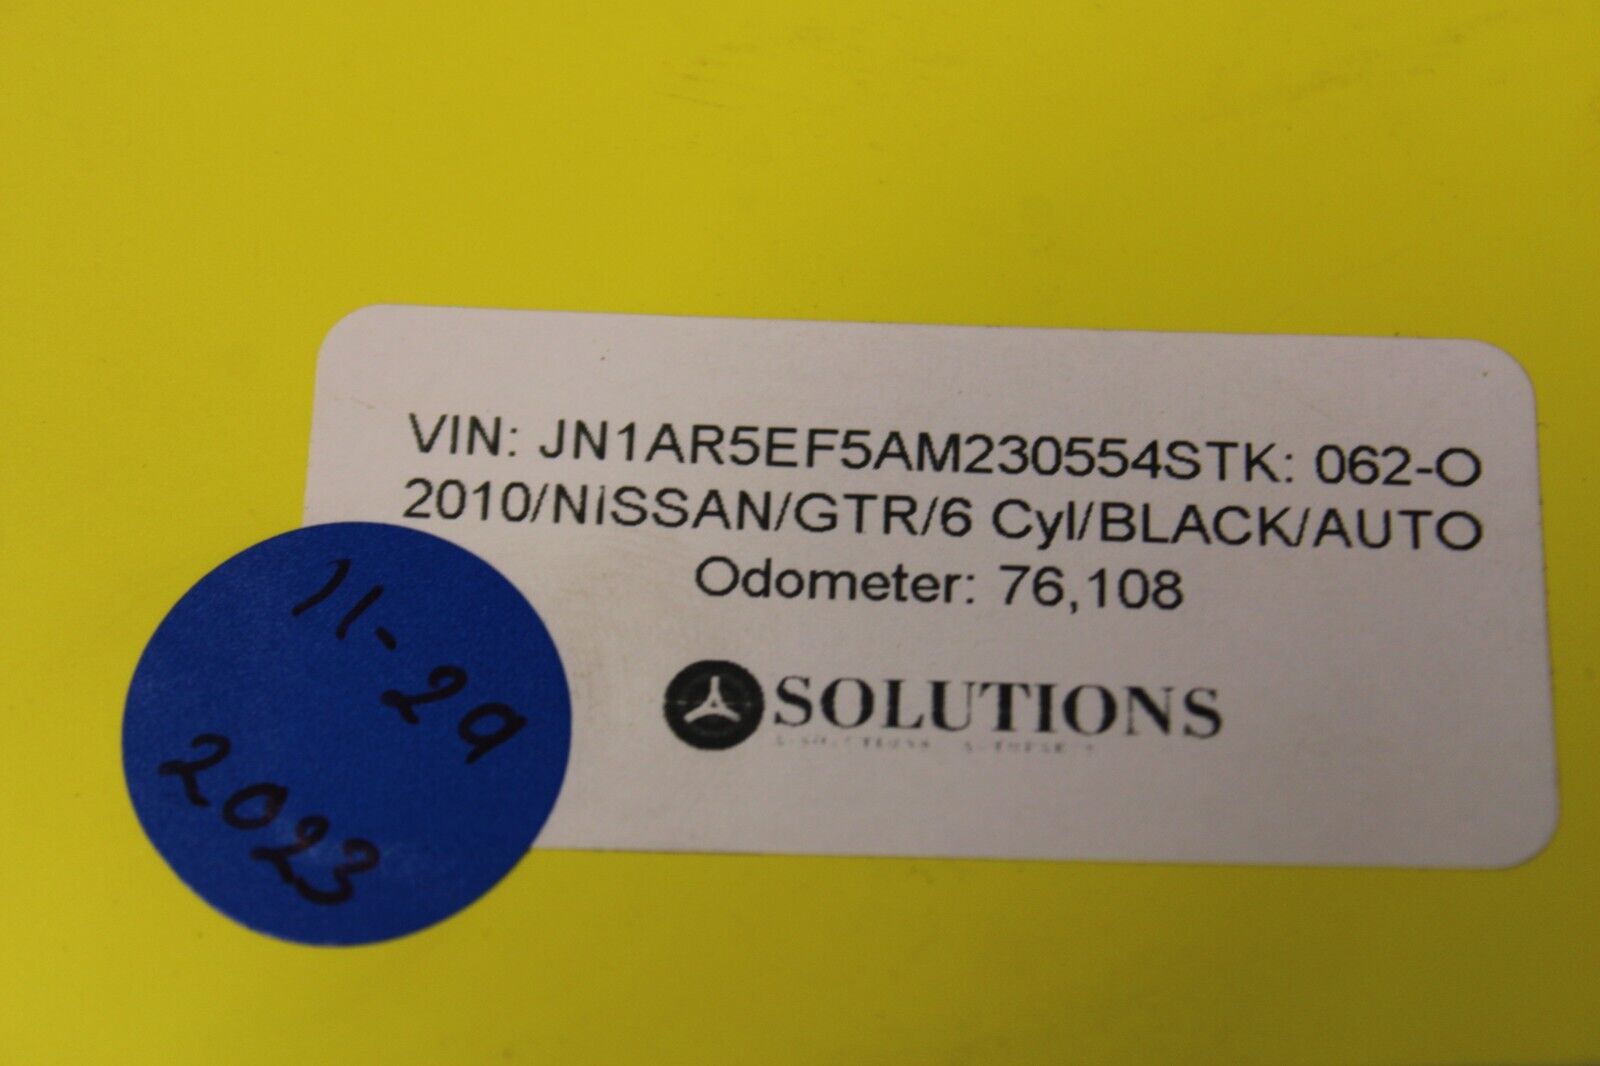 VIN: JN1AR5EF5AM230554STK: 062-O
2010/NISSAN/GTR/6 Cyl/BLACK/AUTO
Odometer: 76,108
SOLUTIONS
11-29
2023